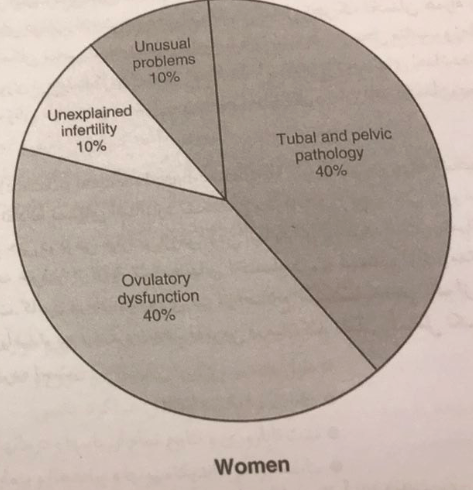 Unusual
problems
10%
Tubal and pelvic
pathology
40%
Unexplained
infertility
10%
Ovulatory
dysfunction
40%
Women